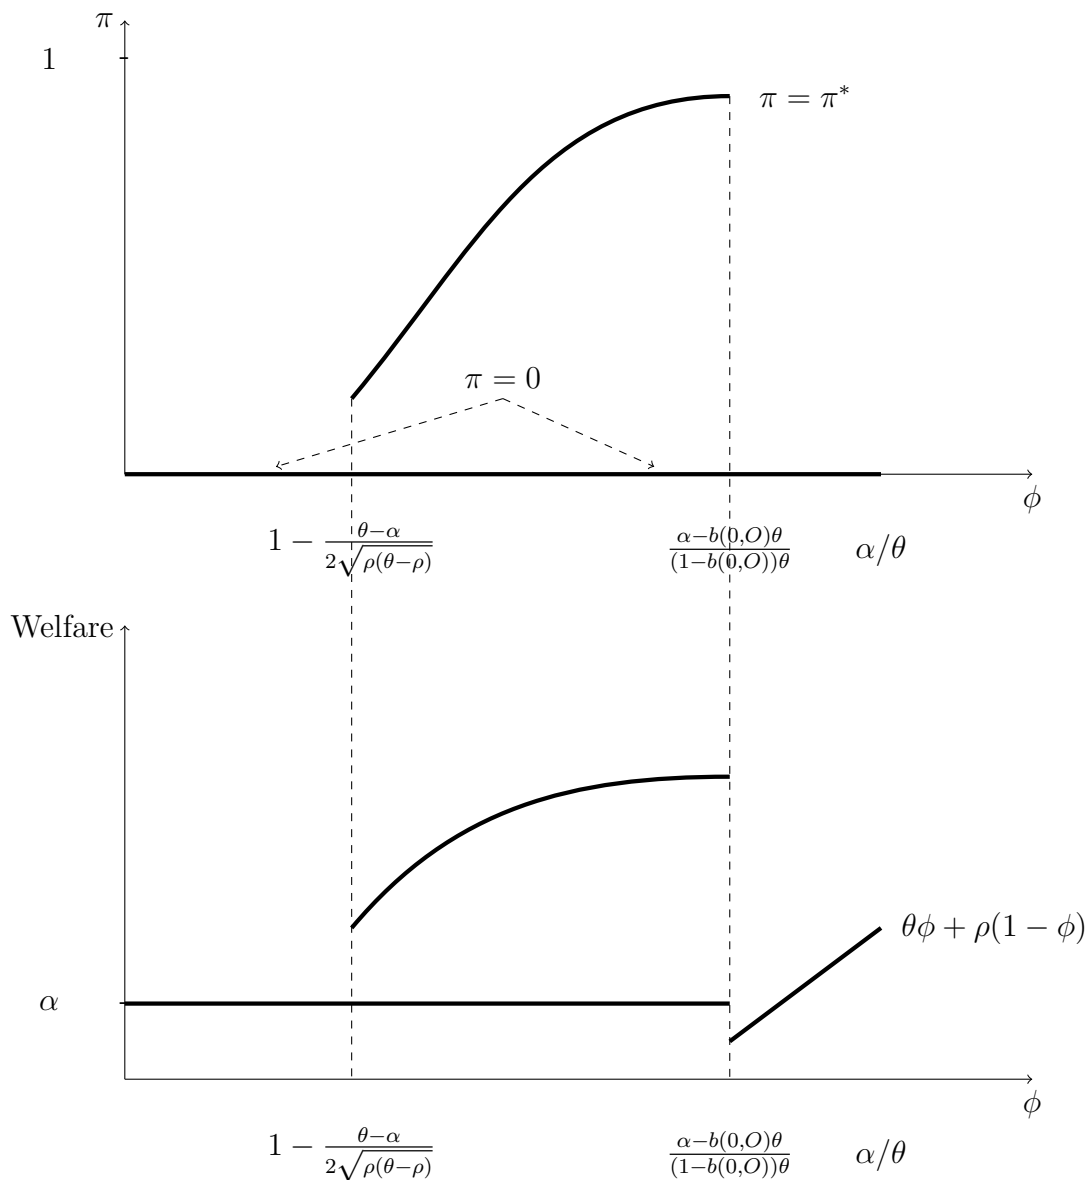 π
1
π = π*
π = 0
ϕ
1 − (θ−α)/(2√(ρ(θ−ρ))) (α−b(0,O)θ)/((1−b(0,O))θ) α/θ
Welfare
θϕ + ρ(1 − ϕ)
α
ϕ
1 − (θ−α)/(2√(ρ(θ−ρ))) (α−b(0,O)θ)/((1−b(0,O))θ) α/θ